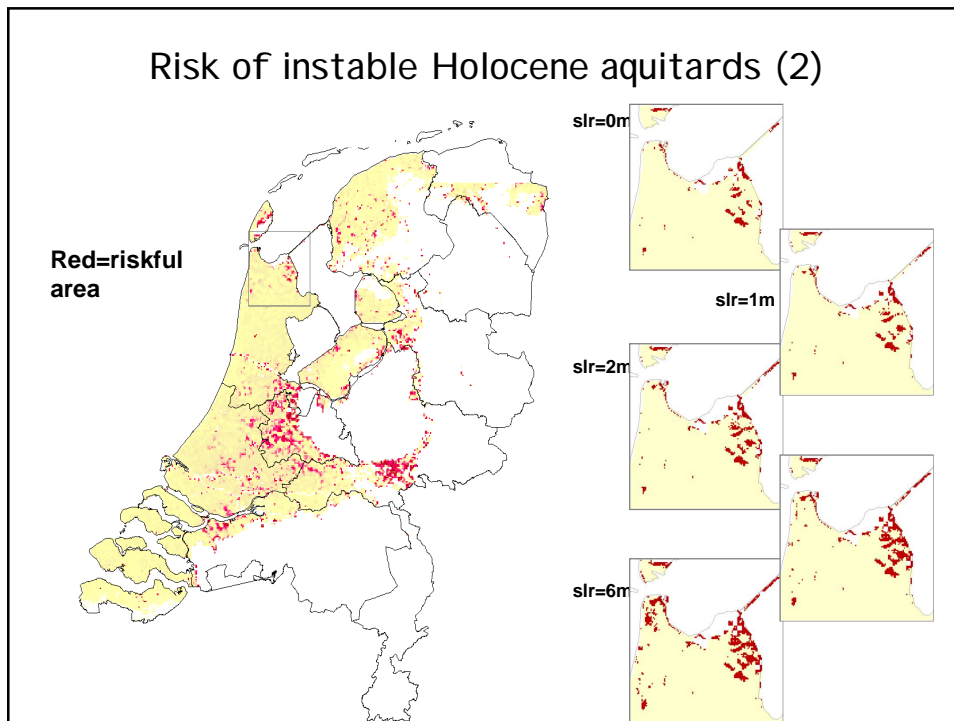 Risk of instable Holocene aquitards (2)
slr=0m
Red=riskful
area
slr=1m
slr=2m
slr=6m